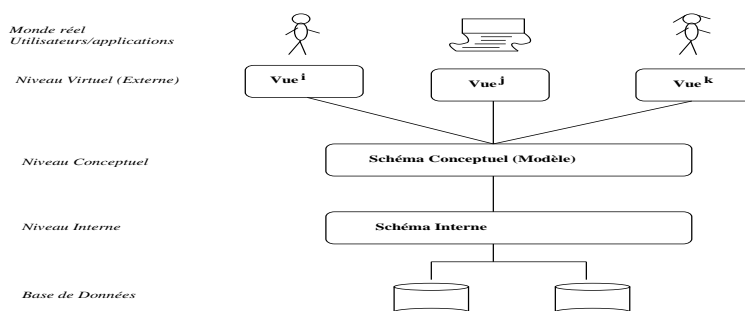 Monde réel
Utilisateurs/applications
Niveau Virtuel (Externe)
Vue i
Vue j
Vue k
Niveau Conceptuel
Schéma Conceptuel (Modèle)
Niveau Interne
Schéma Interne
Base de Données